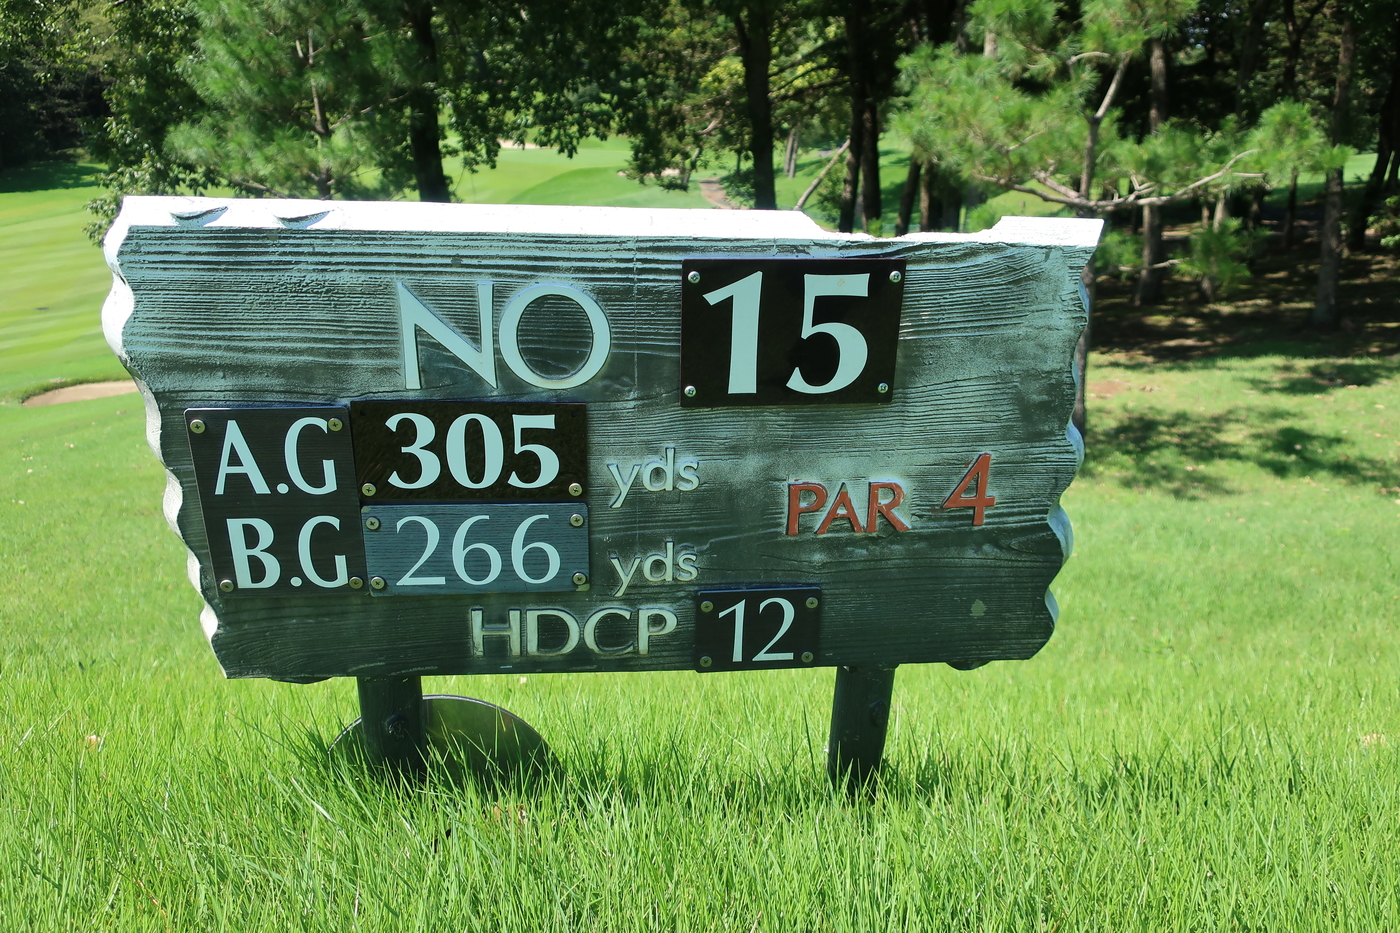 NO 15
A.G 305 yds
B.G 266 yds
PAR 4
HDCP 12